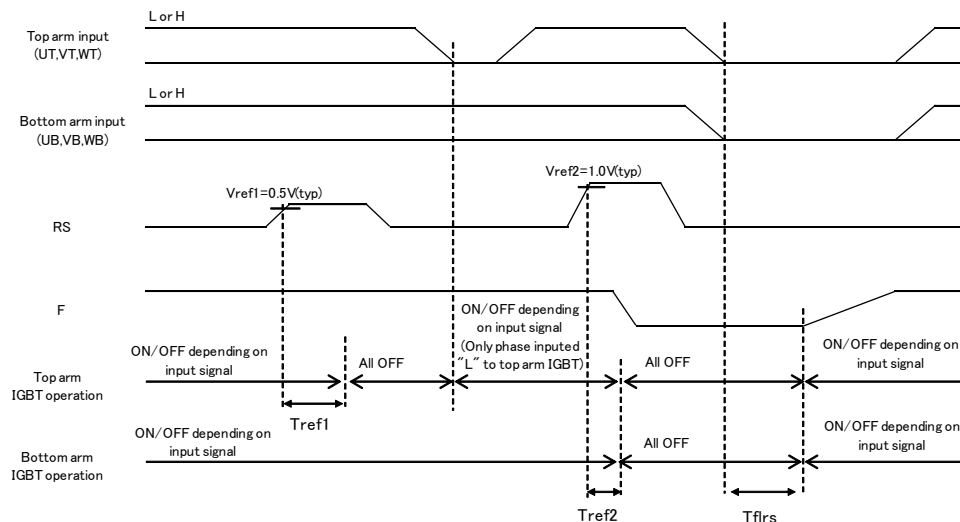 L or H
Top arm input
(UT,VT,WT)
L or H
Bottom arm input
(UB,VB,WB)
Vref1=0.5V(typ)
Vref2=1.0V(typ)
RS
F
ON/OFF depending on
input signal
All OFF
ON/OFF depending
on input signal
(Only phase inputed
"L" to top arm IGBT)
All OFF
ON/OFF depending on
input signal
Top arm
IGBT operation
Tref1
ON/OFF depending on
input signal
All OFF
ON/OFF depending on
input signal
Bottom arm
IGBT operation
Tref2
Tflrs